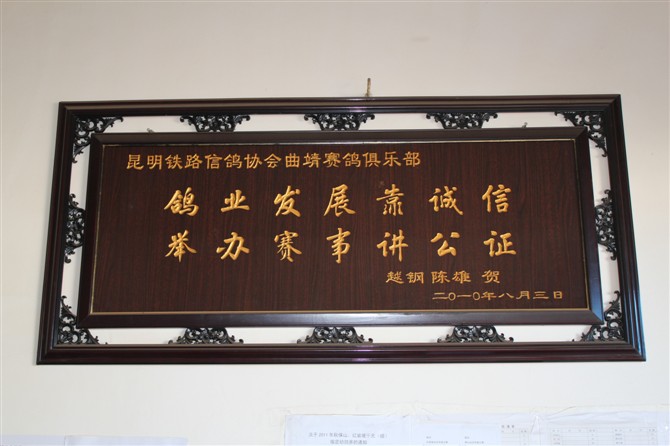 昆明铁路信鸽协会曲靖赛鸽俱乐部
鸽业发展靠诚信
举办赛事讲公证
越钢陈雄 贺
二〇一〇年八月三日